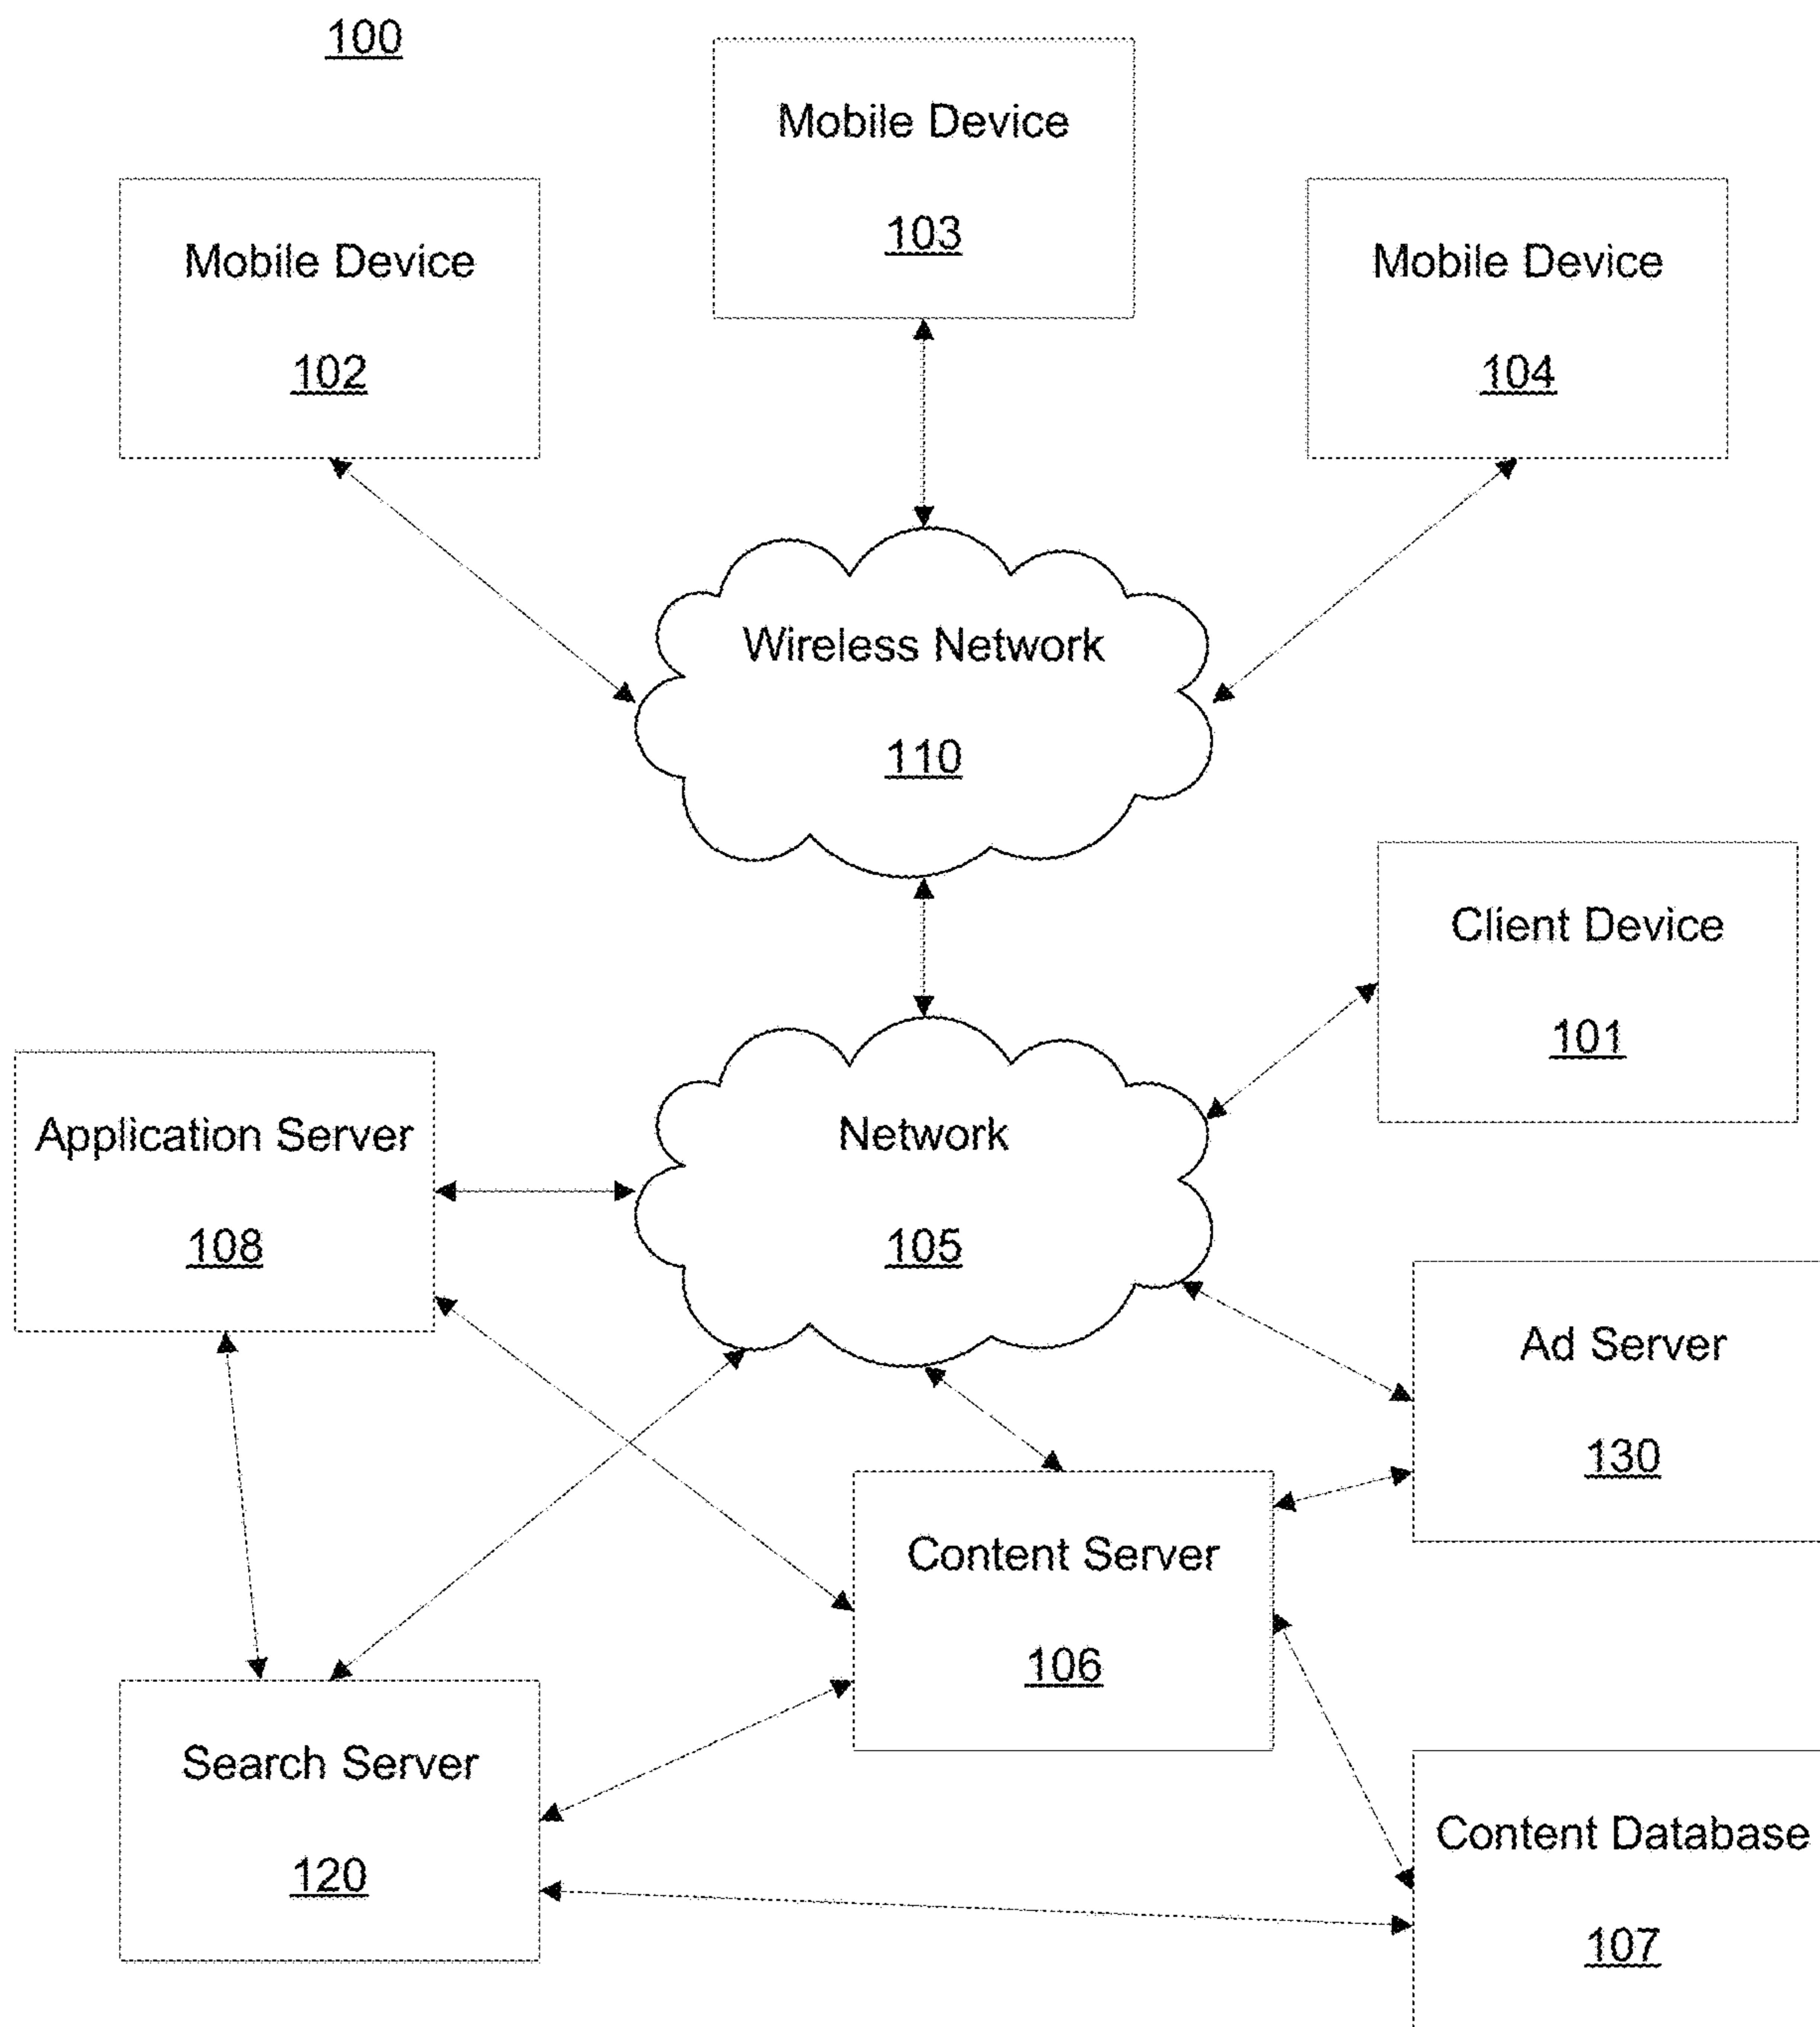 100
Mobile Device
103
Mobile Device
102
Mobile Device
104
Wireless Network
110
Client Device
101
Application Server
108
Network
105
Ad Server
130
Content Server
106
Search Server
120
Content Database
107